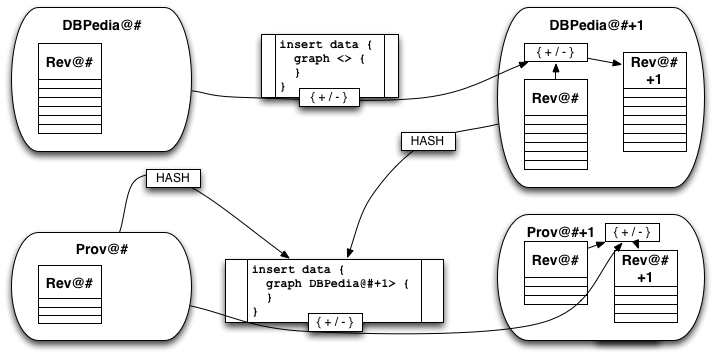 DBPedia@#
Rev@#
insert data {
graph <> {
}
}
{ + / - }
DBPedia@#+1
{ + / - }
Rev@#
+1
Rev@#
HASH
HASH
Prov@#
Rev@#
insert data {
graph DBPedia@#+1> {
}
}
{ + / - }
Prov@#+1
{ + / - }
Rev@#
Rev@#
+1